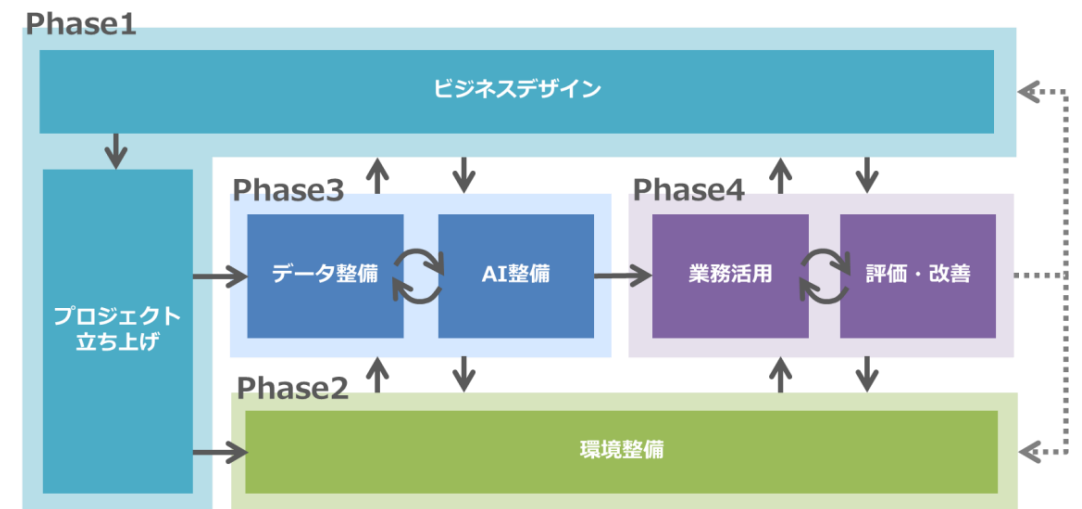 Phase1
ビジネスデザイン
プロジェクト
立ち上げ
Phase3
データ整備
AI整備
Phase4
業務活用
評価・改善
Phase2
環境整備